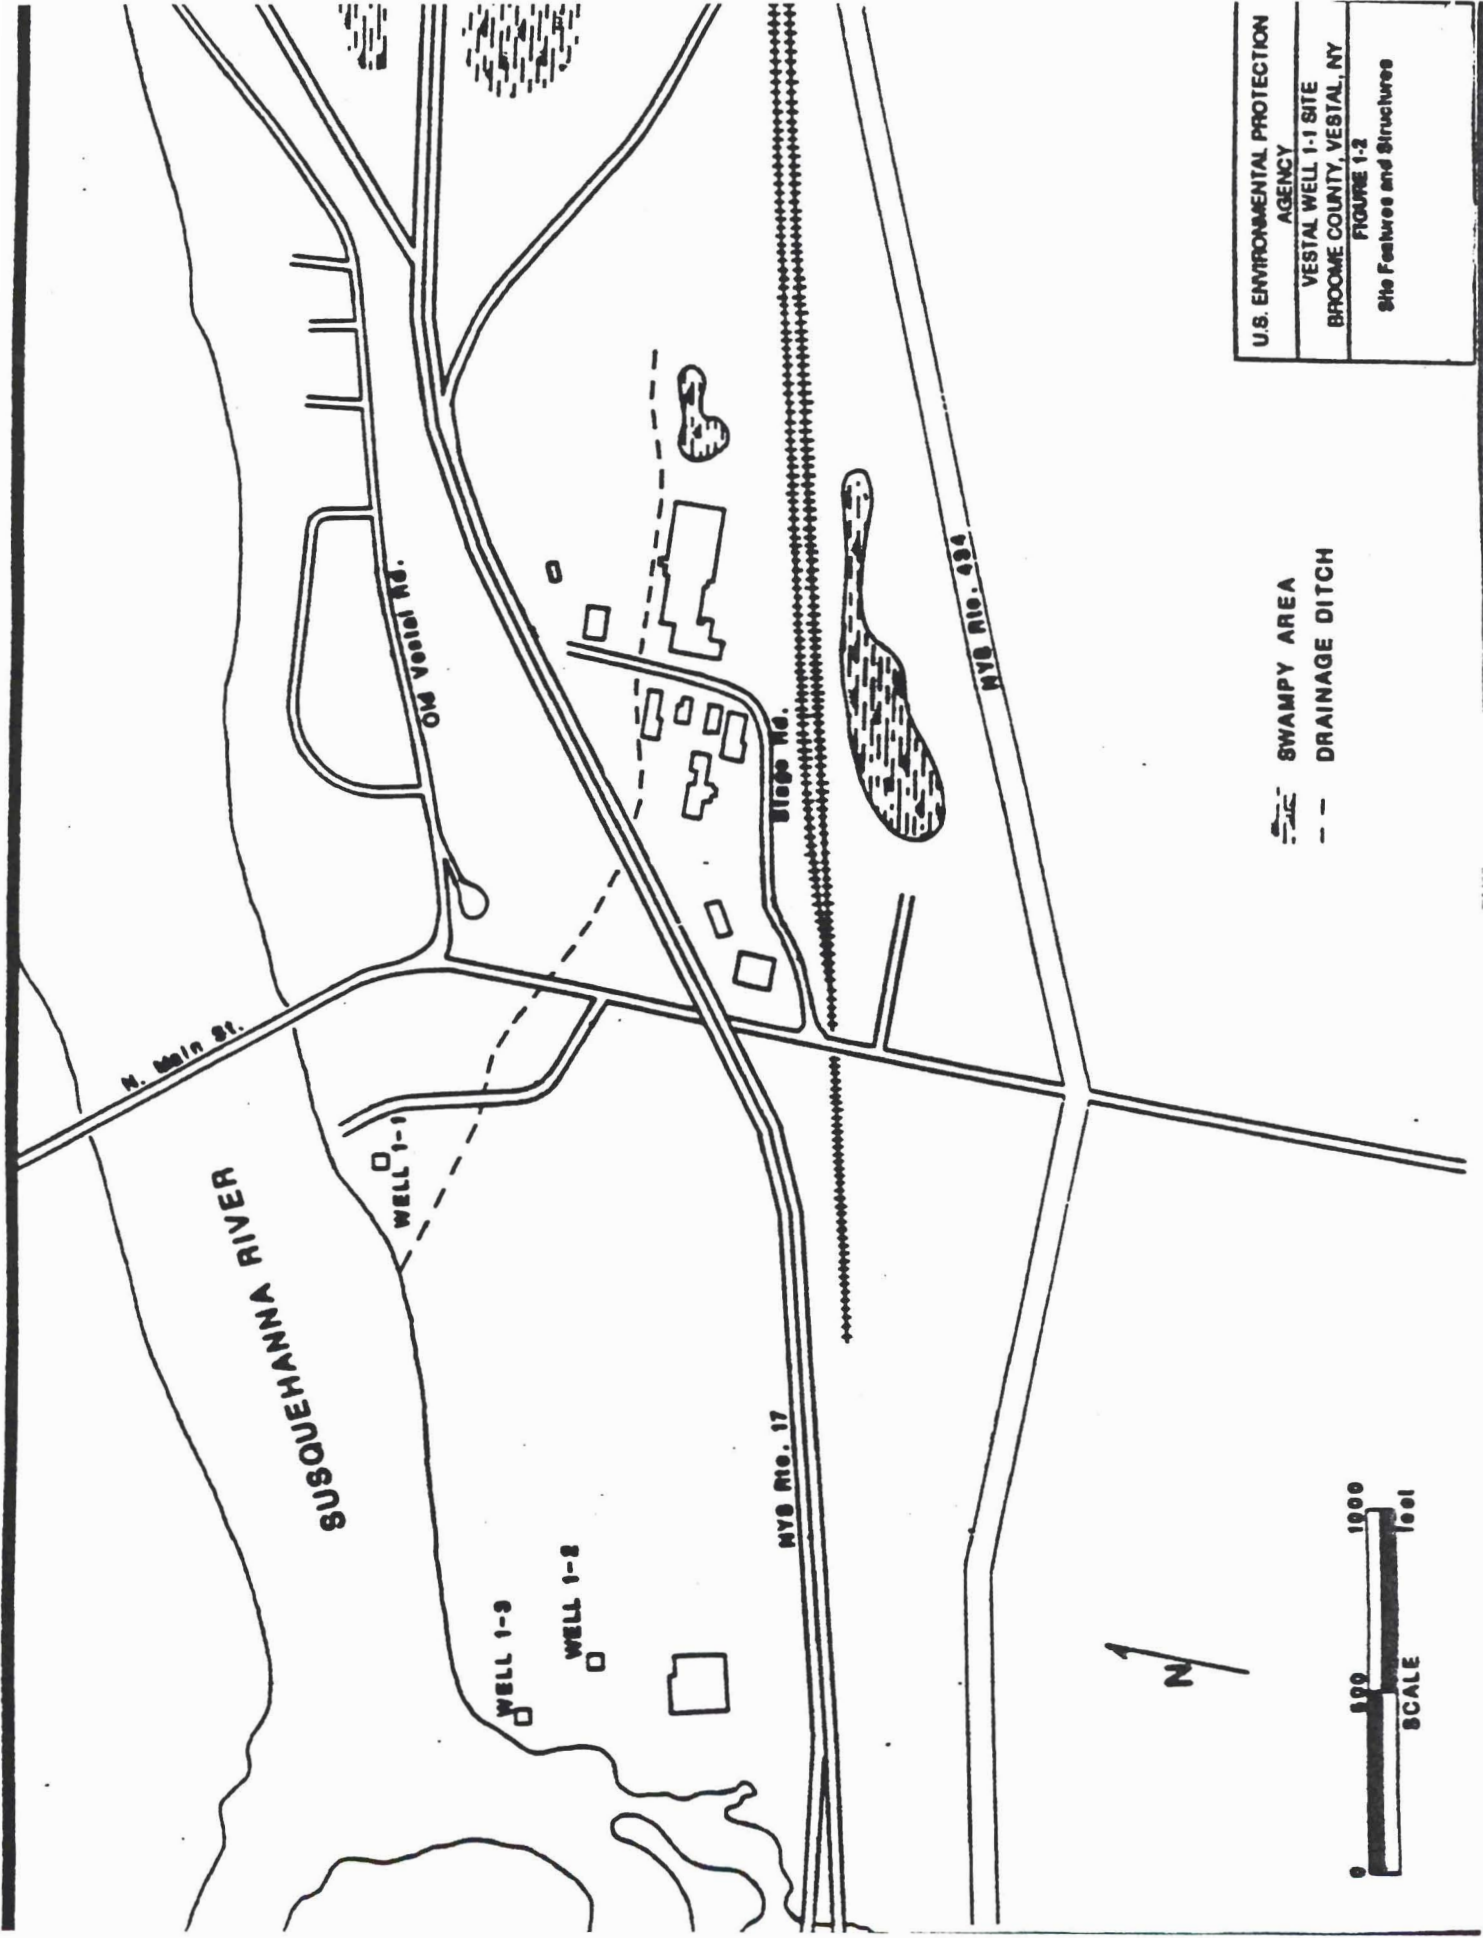 N. Main St.
SUSQUEHANNA RIVER
Old Vestal Rd.
WELL 1-1
WELL 1-3
WELL 1-2
Stage Rd.
NYS Rte. 17
NYS Rte. 434
N
SWAMPY AREA
DRAINAGE DITCH
0 500 1000
feet
SCALE
U.S. ENVIRONMENTAL PROTECTION
AGENCY
VESTAL WELL 1-1 SITE
BROOME COUNTY, VESTAL, NY
FIGURE 1-2
Site Features and Structures